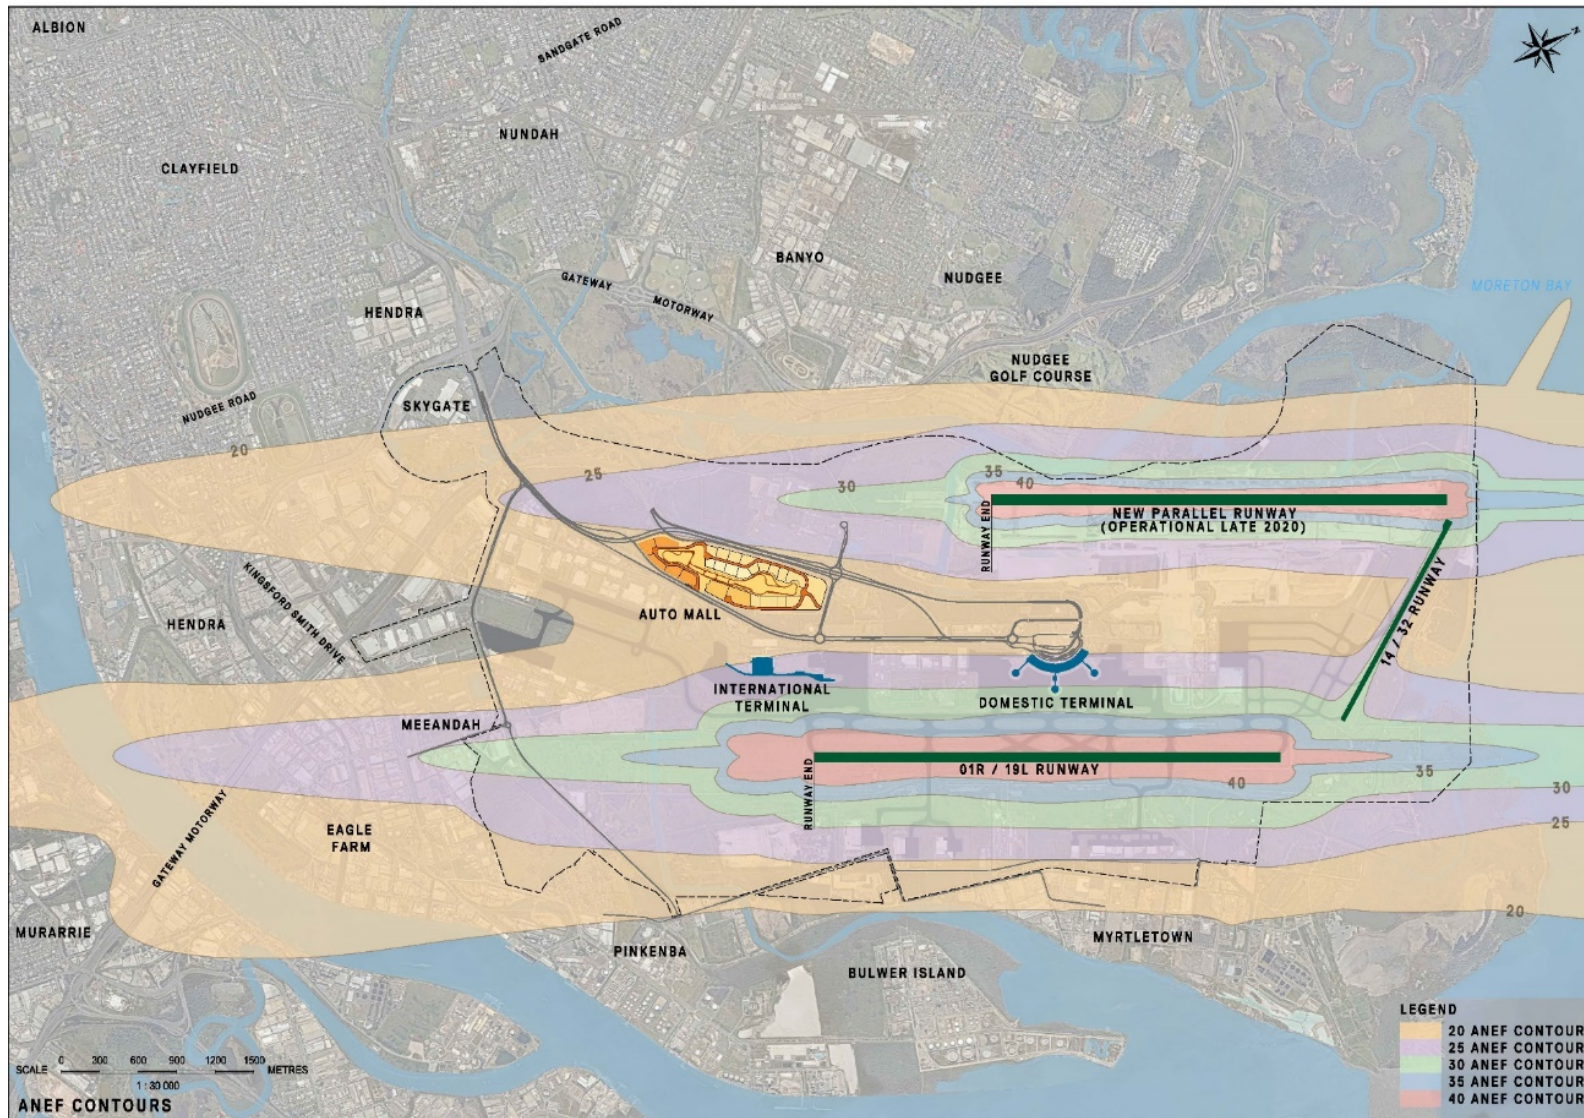 ALBION
SANDGATE ROAD
N
NUNDAH
CLAYFIELD
BANYO
GATEWAY
MOTORWAY
NUDGEE
MORETON BAY
HENDRA
NUDGEE
GOLF COURSE
SKYGATE
NUDGEE ROAD
20
25
30
35
40
NEW PARALLEL RUNWAY
(OPERATIONAL LATE 2020)
RUNWAY END
KINGSFORD SMITH DRIVE
HENDRA
AUTO MALL
14 / 32 RUNWAY
INTERNATIONAL
TERMINAL
DOMESTIC TERMINAL
MEEANDAH
01R / 19L RUNWAY
RUNWAY END
40
35
30
25
20
GATEWAY MOTORWAY
EAGLE
FARM
MURARRIE
PINKENBA
MYRTLETOWN
BULWER ISLAND
LEGEND
20 ANEF CONTOUR
25 ANEF CONTOUR
30 ANEF CONTOUR
35 ANEF CONTOUR
40 ANEF CONTOUR
SCALE 0 300 600 900 1200 1500 METRES
1 : 30 000
ANEF CONTOURS